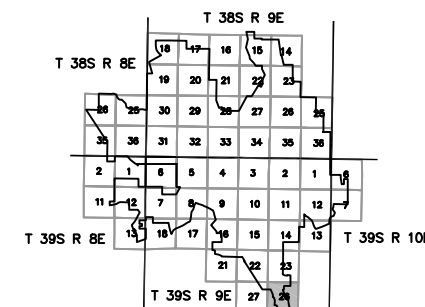 T 38S R 9E
18 17 16 15 14
T 38S R 8E
19 20 21 22 23
26 25 30 29 28 27 26 25
35 36 31 32 33 34 35 36
2 1 6 5 4 3 2 1 6
11 12 7 8 9 10 11 12 7
13 18 17 16 15 14 13
T 39S R 8E
T 39S R 10
21 22 23
T 39S R 9E
27 26